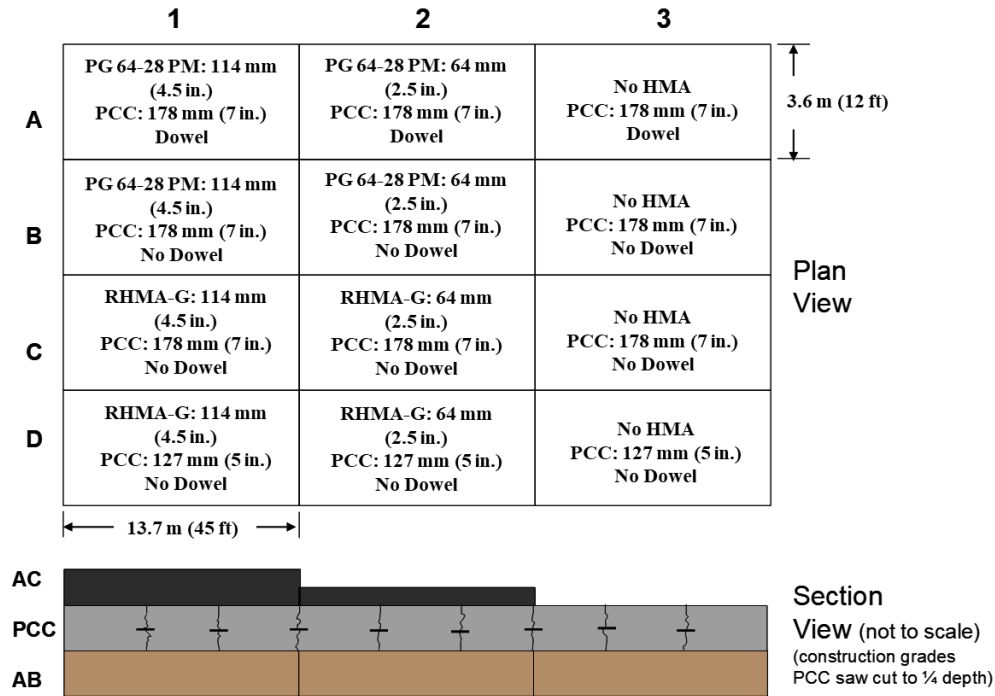 1 2 3
A
PG 64-28 PM: 114 mm
(4.5 in.)
PCC: 178 mm (7 in.)
Dowel
PG 64-28 PM: 64 mm
(2.5 in.)
PCC: 178 mm (7 in.)
Dowel
No HMA
PCC: 178 mm (7 in.)
Dowel
3.6 m (12 ft)
B
PG 64-28 PM: 114 mm
(4.5 in.)
PCC: 178 mm (7 in.)
No Dowel
PG 64-28 PM: 64 mm
(2.5 in.)
PCC: 178 mm (7 in.)
No Dowel
No HMA
PCC: 178 mm (7 in.)
No Dowel
Plan
View
C
RHMA-G: 114 mm
(4.5 in.)
PCC: 178 mm (7 in.)
No Dowel
RHMA-G: 64 mm
(2.5 in.)
PCC: 178 mm (7 in.)
No Dowel
No HMA
PCC: 178 mm (7 in.)
No Dowel
D
RHMA-G: 114 mm
(4.5 in.)
PCC: 127 mm (5 in.)
No Dowel
RHMA-G: 64 mm
(2.5 in.)
PCC: 127 mm (5 in.)
No Dowel
No HMA
PCC: 127 mm (5 in.)
No Dowel
13.7 m (45 ft)
AC
PCC
AB
Section
View (not to scale)
(construction grades
PCC saw cut to ¼ depth)